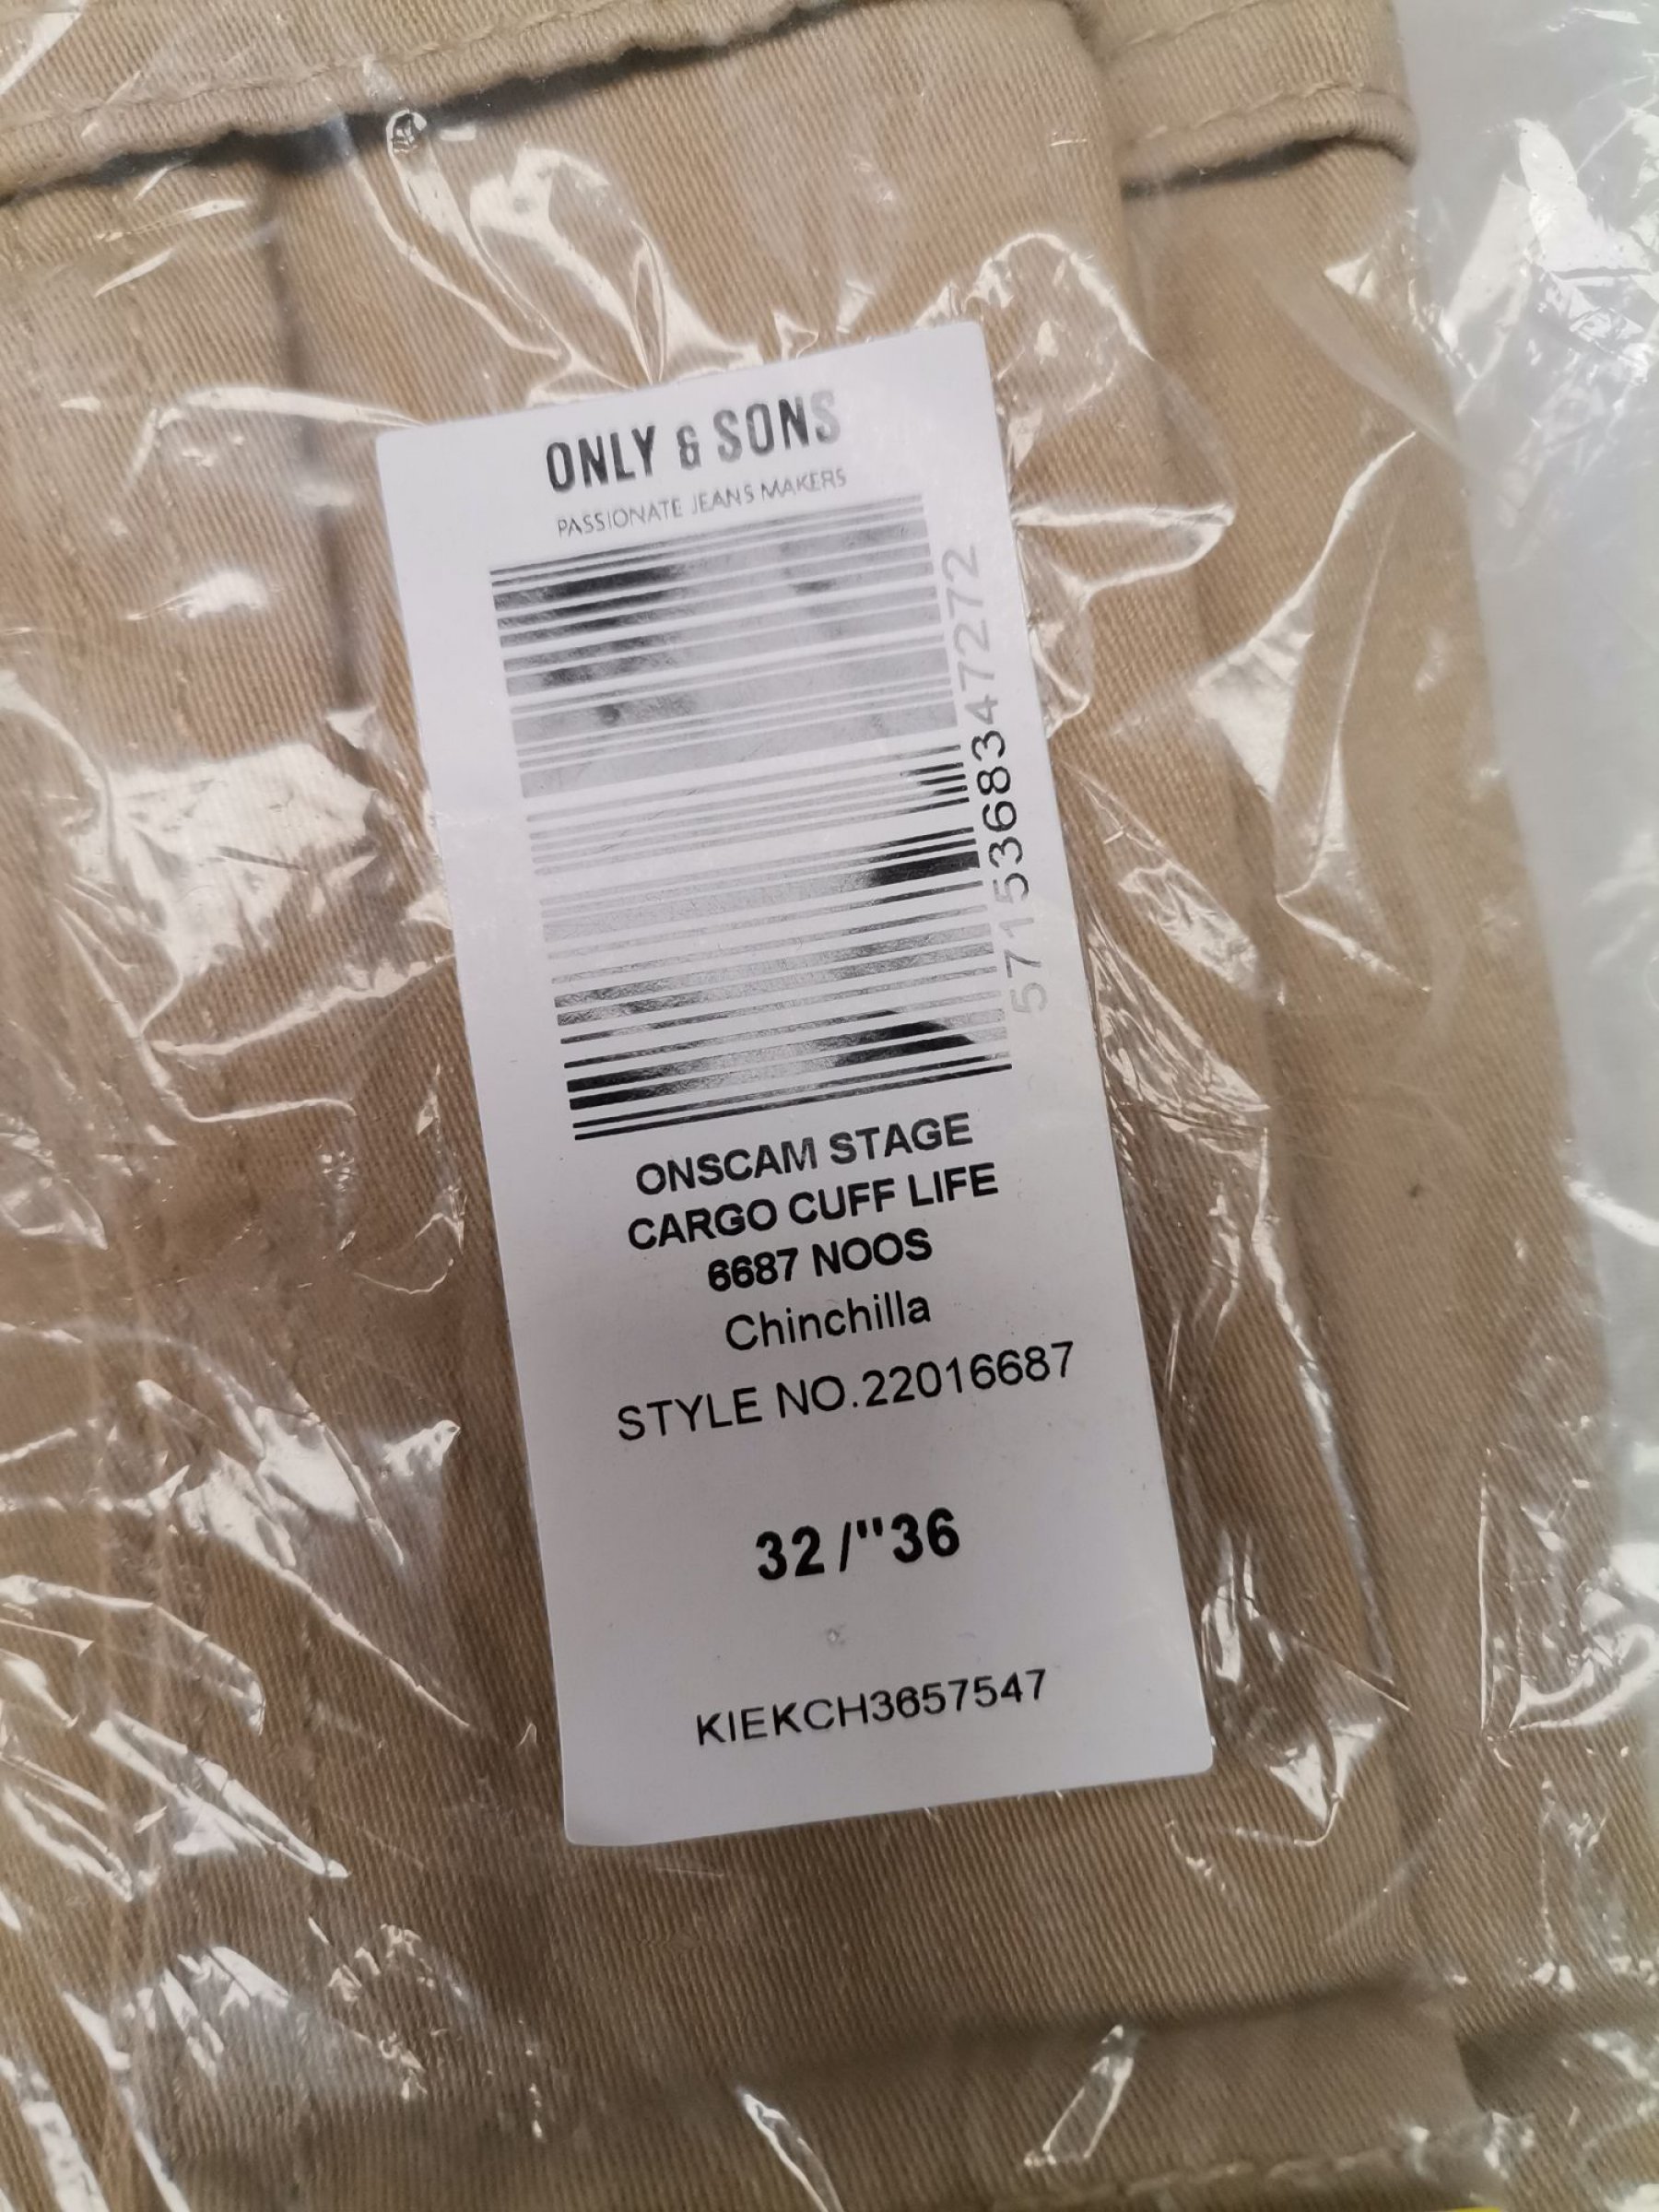 ONLY & SONS
PASSIONATE JEANS MAKERS
5715368347272
ONSCAM STAGE
CARGO CUFF LIFE
6687 NOOS
Chinchilla
STYLE NO.22016687
32/"36
KIEKCH3657547